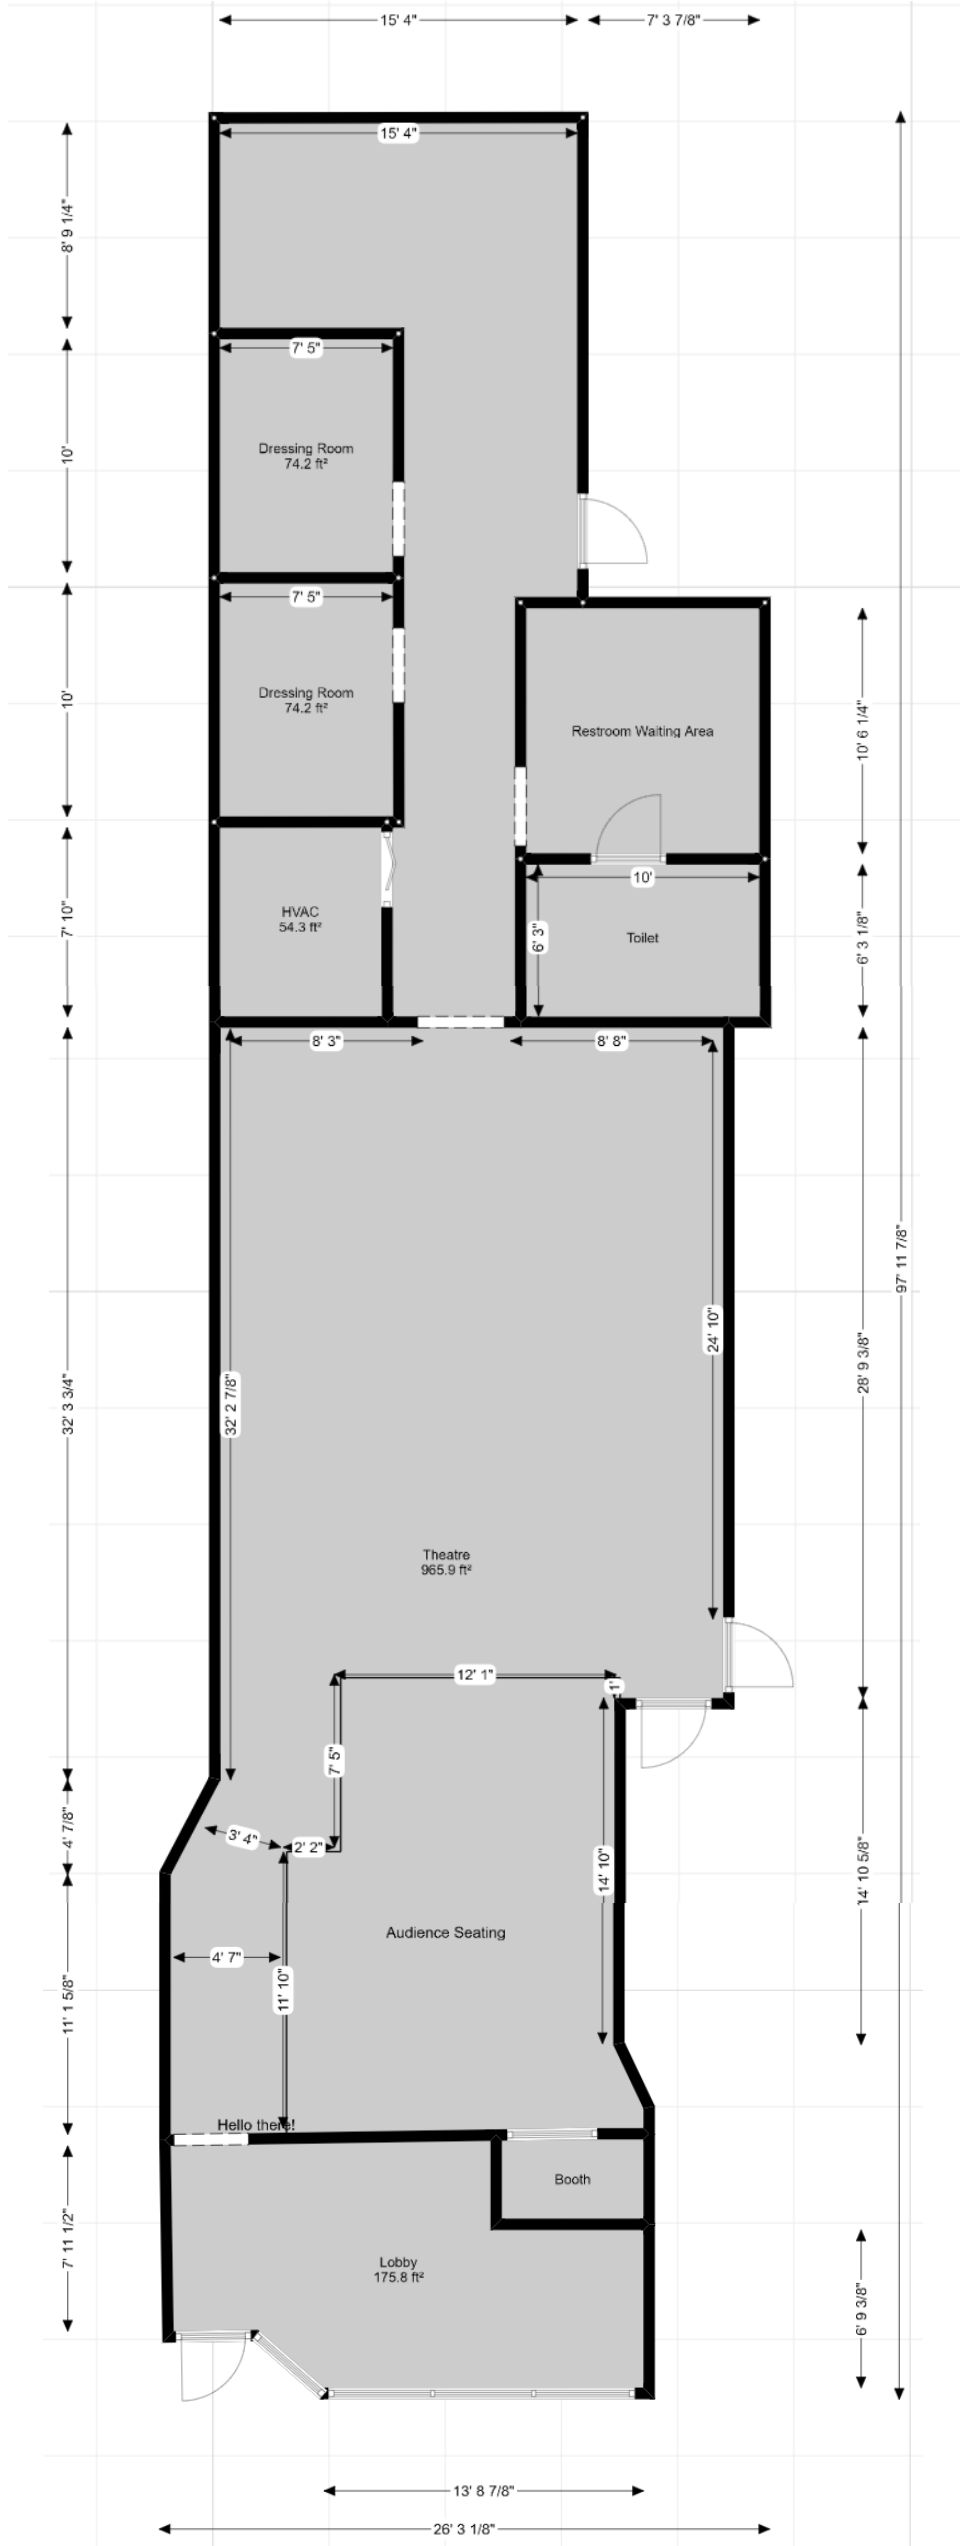 15' 4"
7' 3 7/8"
15' 4"
8' 9 1/4"
7' 5"
10'
Dressing Room
74.2 ft²
7' 5"
10'
Dressing Room
74.2 ft²
10' 6 1/4"
Restroom Waiting Area
10'
7' 10"
HVAC
54.3 ft²
6' 3"
Toilet
6' 3 1/8"
8' 3"
8' 8"
97' 11 7/8"
24' 10"
28' 9 3/8"
32' 3 3/4"
32' 2 7/8"
Theatre
965.9 ft²
12' 1"
1'
7' 5"
4' 7/8"
3' 4"
2' 2"
14' 10"
14' 10 5/8"
Audience Seating
4' 7"
11' 10"
11' 1 5/8"
Hello there!
Booth
7' 11 1/2"
Lobby
175.8 ft²
6' 9 3/8"
13' 8 7/8"
26' 3 1/8"